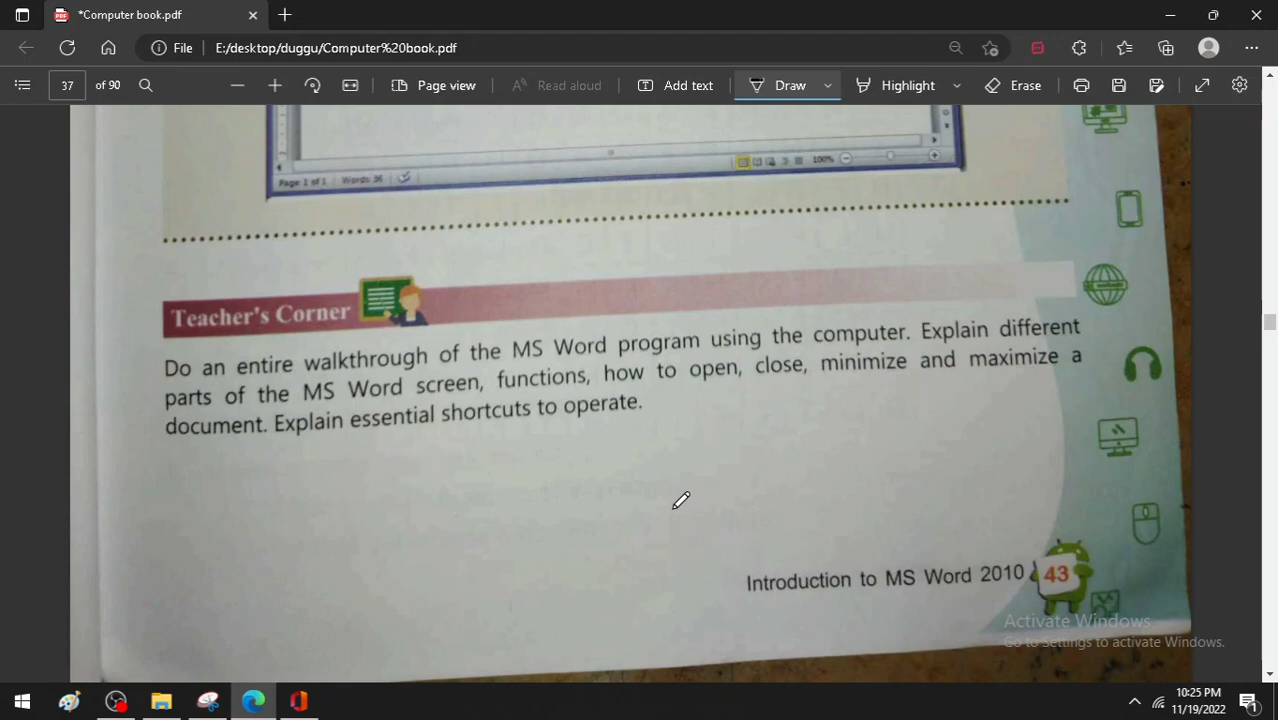 *Computer book.pdf
File
E:/desktop/duggu/Computer%20book.pdf
37
of 90
Page view
Read aloud
Add text
Draw
Highlight
Erase
Page 1 of 1 Words 36
100%
Teacher's Corner
Do an entire walkthrough of the MS Word program using the computer. Explain different
parts of the MS Word screen, functions, how to open, close, minimize and maximize a
document. Explain essential shortcuts to operate.
Introduction to MS Word 2010
43
Activate Windows
Go to Settings to activate Windows.
10:25 PM
11/19/2022
1